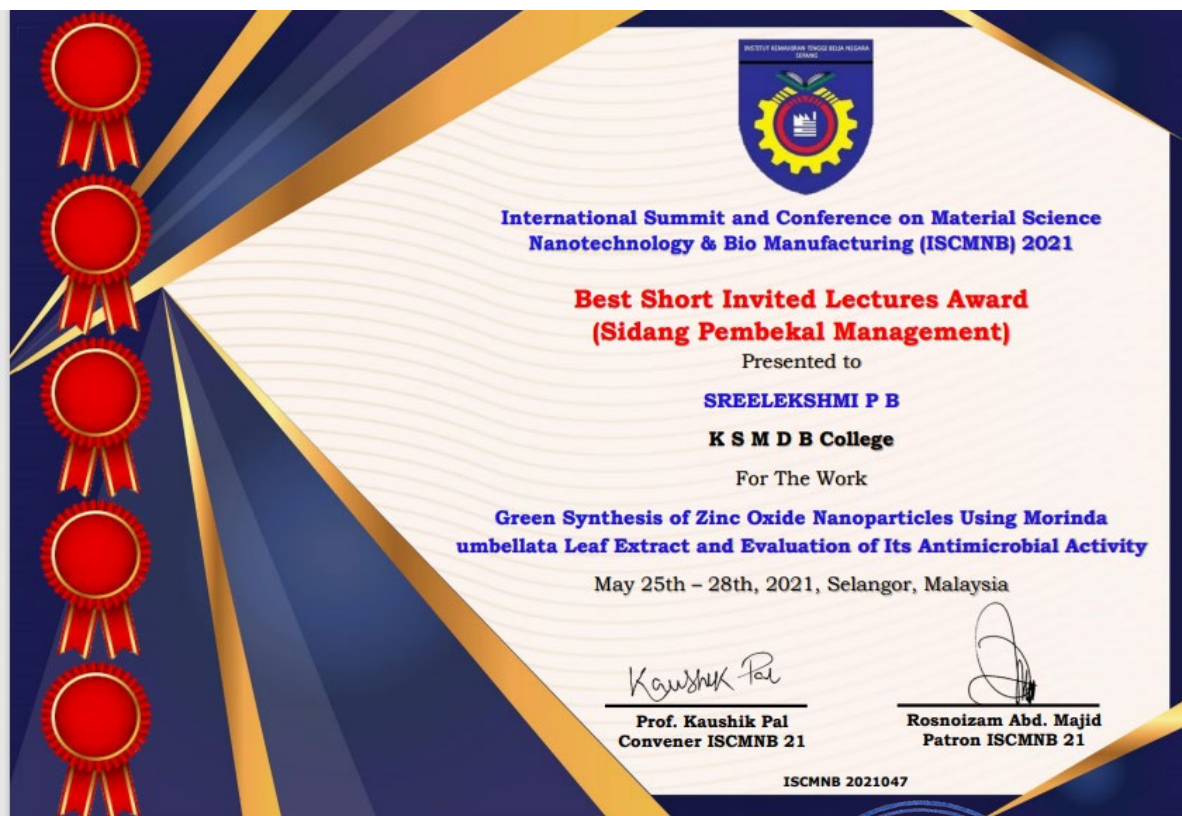 INSTITUT KEMAHIRAN TINGGI BELIA NEGARA
SEPANG
International Summit and Conference on Material Science
Nanotechnology & Bio Manufacturing (ISCMNB) 2021
Best Short Invited Lectures Award
(Sidang Pembekal Management)
Presented to
SREELEKSHMI P B
K S M D B College
For The Work
Green Synthesis of Zinc Oxide Nanoparticles Using Morinda
umbellata Leaf Extract and Evaluation of Its Antimicrobial Activity
May 25th – 28th, 2021, Selangor, Malaysia
Kaushik Pal
Prof. Kaushik Pal
Convener ISCMNB 21
Rosnoizam Abd. Majid
Patron ISCMNB 21
ISCMNB 2021047